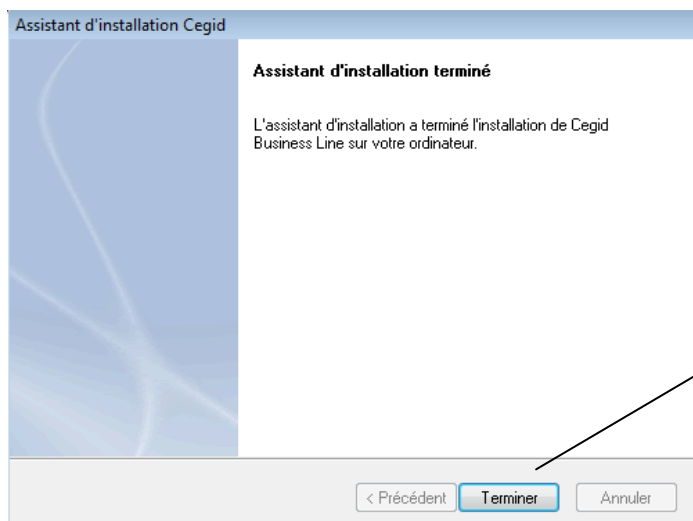 Assistant d'installation Cegid
Assistant d'installation terminé
L'assistant d'installation a terminé l'installation de Cegid
Business Line sur votre ordinateur.
< Précédent Terminer Annuler